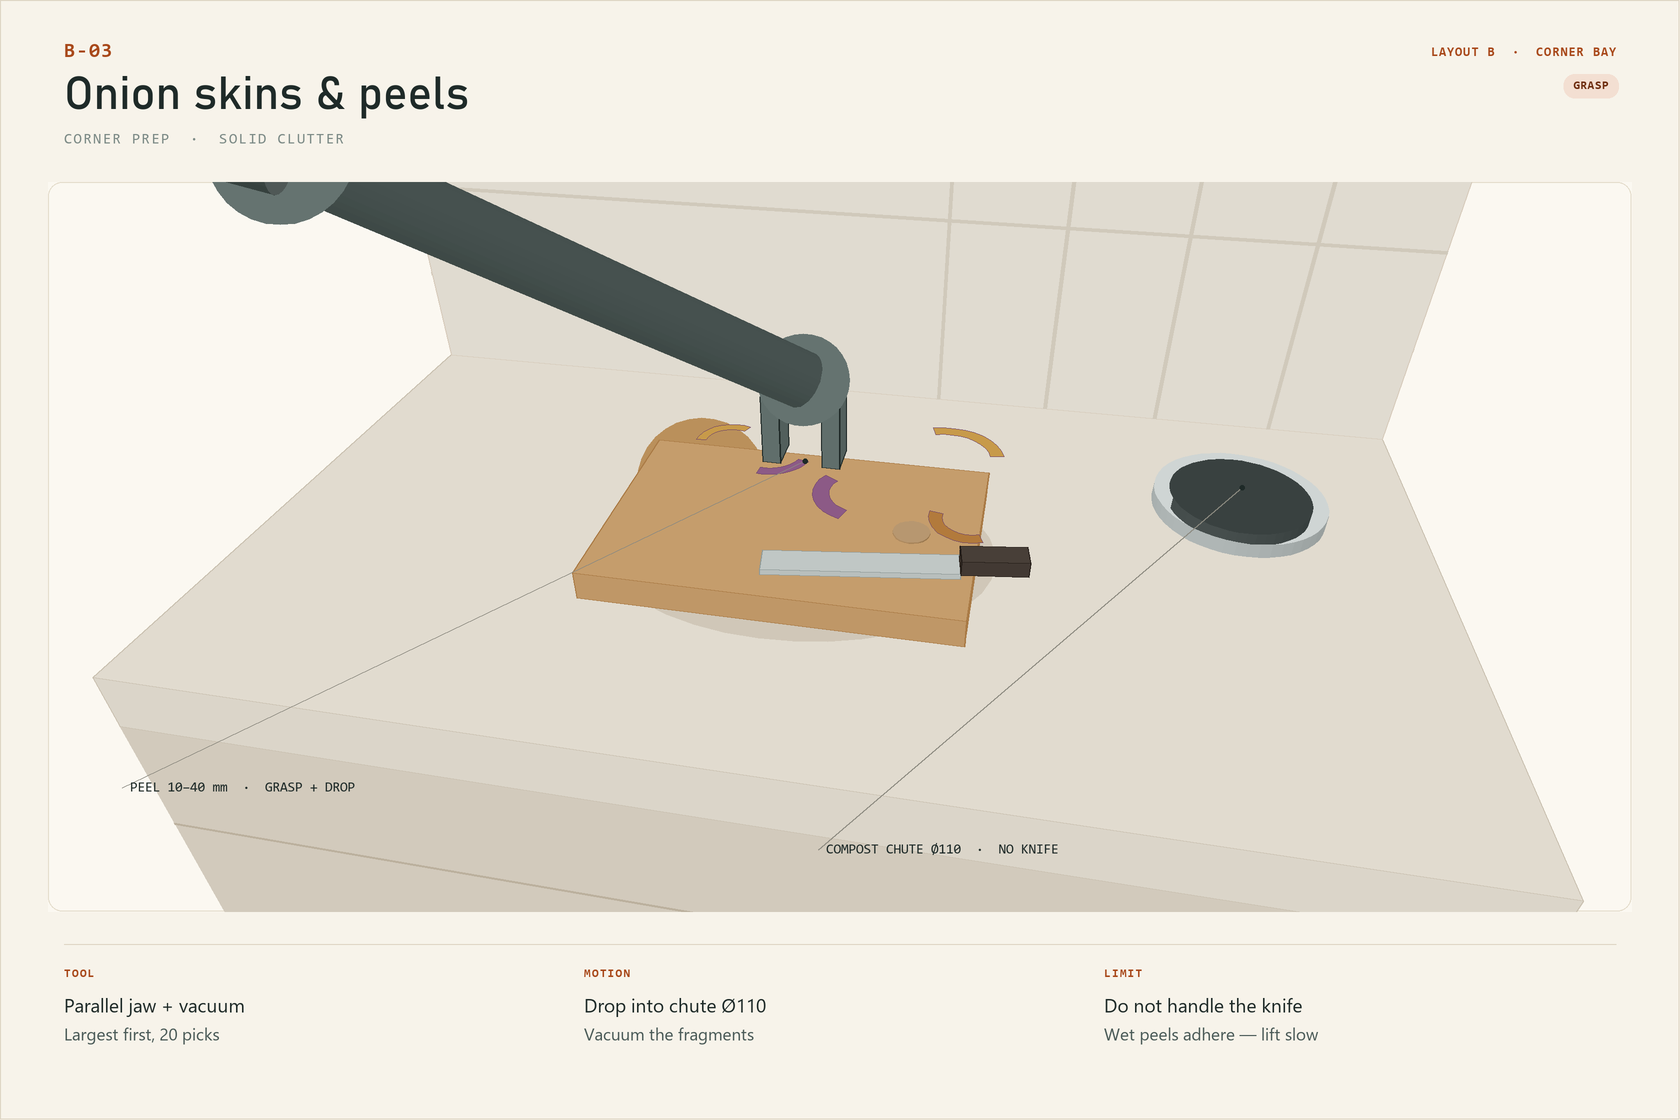 B-03
LAYOUT B · CORNER BAY
Onion skins & peels
GRASP
CORNER PREP · SOLID CLUTTER
PEEL 10–40 mm · GRASP + DROP
COMPOST CHUTE Ø110 · NO KNIFE
TOOL
Parallel jaw + vacuum
Largest first, 20 picks
MOTION
Drop into chute Ø110
Vacuum the fragments
LIMIT
Do not handle the knife
Wet peels adhere — lift slow